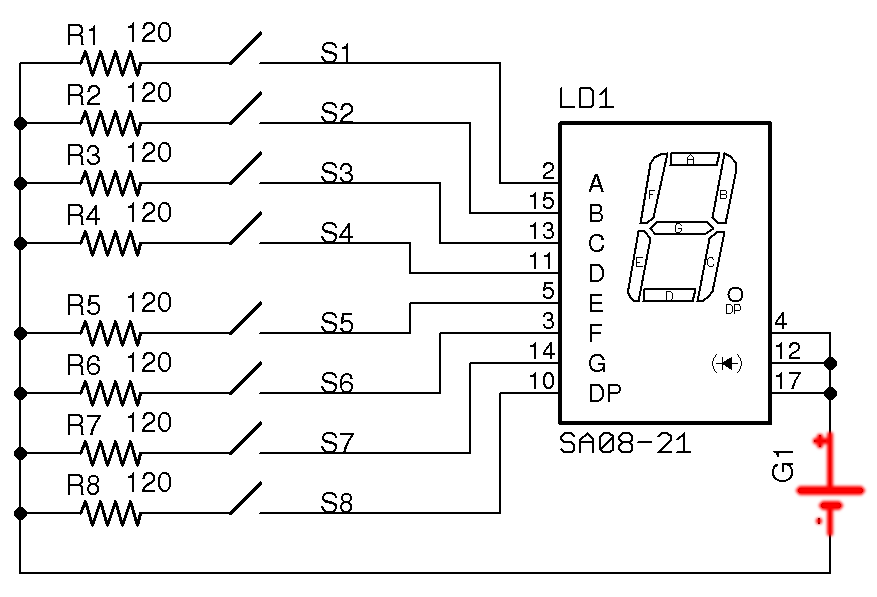 R1 120
S1
R2 120
S2
R3 120
S3
R4 120
S4
R5 120
S5
R6 120
S6
R7 120
S7
R8 120
S8
LD1
2 A
15 B
13 C
11 D
5 E
3 F
14 G
10 DP
A
F B
G
E C
D
DP
4
12
17
SA08-21
G1
+
-